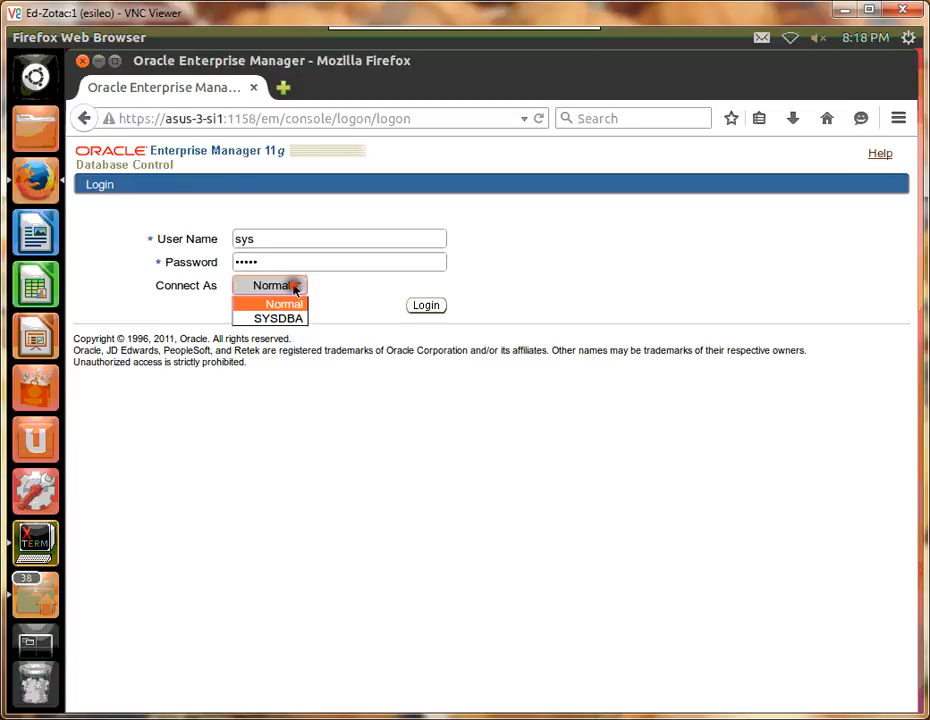 Ed-Zotac:1 (esileo) - VNC Viewer
Firefox Web Browser 8:18 PM
Oracle Enterprise Manager - Mozilla Firefox
Oracle Enterprise Mana...
https://asus-3-si1:1158/em/console/logon/logon Search
ORACLE Enterprise Manager 11g Help
Database Control
Login
* User Name sys
* Password •••••
Connect As Normal
Normal
SYSDBA
Login
Copyright © 1996, 2011, Oracle. All rights reserved.
Oracle, JD Edwards, PeopleSoft, and Retek are registered trademarks of Oracle Corporation and/or its affiliates. Other names may be trademarks of their respective owners.
Unauthorized access is strictly prohibited.
X
TERM
38